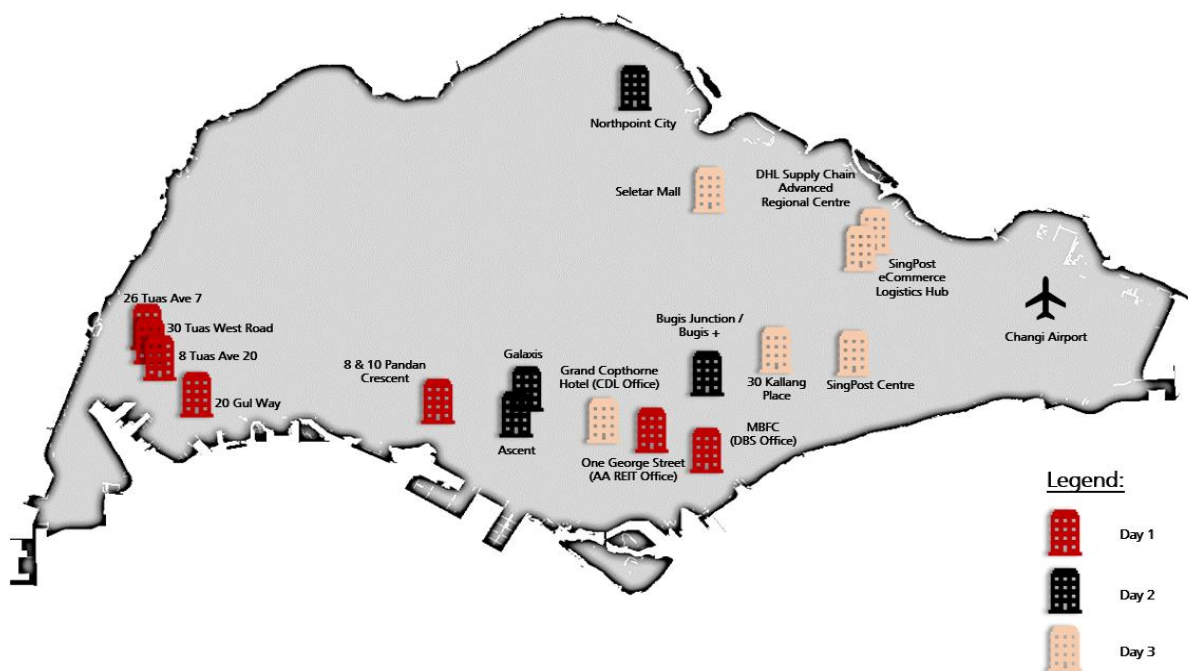 Northpoint City
Seletar Mall
DHL Supply Chain
Advanced
Regional Centre
SingPost
eCommerce
Logistics Hub
Changi Airport
26 Tuas Ave 7
30 Tuas West Road
8 Tuas Ave 20
20 Gul Way
8 & 10 Pandan
Crescent
Galaxis
Ascent
Grand Copthorne
Hotel (CDL Office)
Bugis Junction /
Bugis +
30 Kallang
Place
SingPost Centre
One George Street
(AA REIT Office)
MBFC
(DBS Office)
Legend:
Day 1
Day 2
Day 3